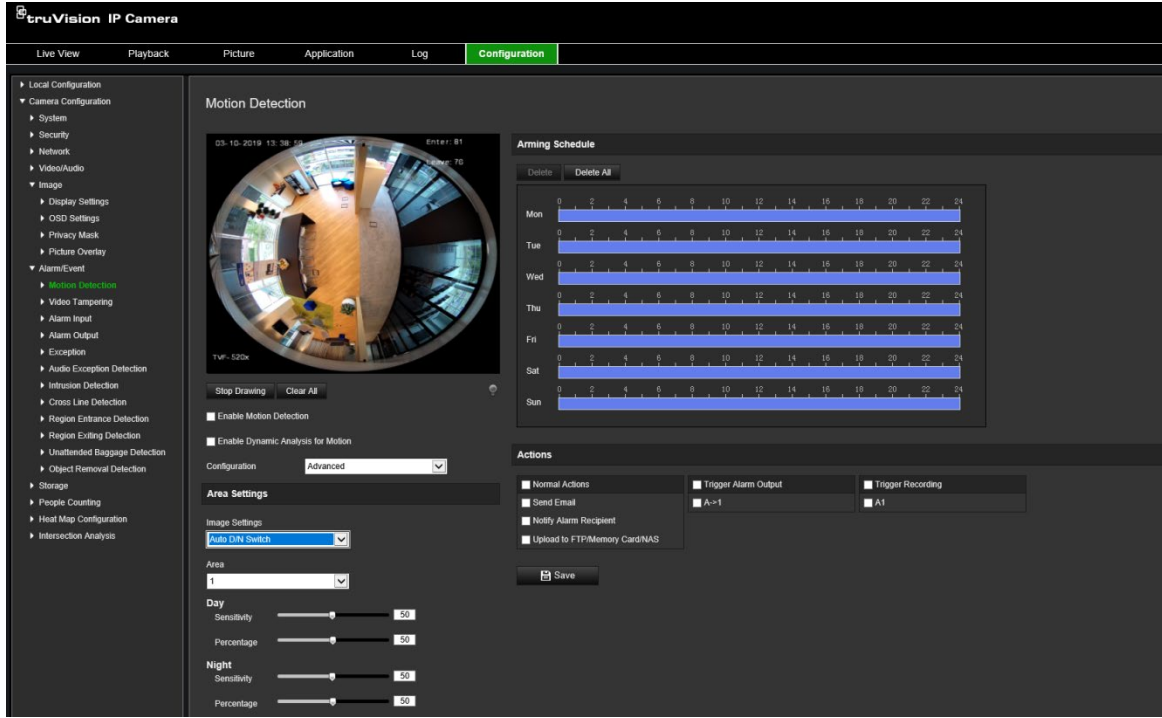 truVision IP Camera
Live View Playback Picture Application Log Configuration
Local Configuration
Camera Configuration
System
Security
Network
Video/Audio
Image
Display Settings
OSD Settings
Privacy Mask
Picture Overlay
Alarm/Event
Motion Detection
Video Tampering
Alarm Input
Alarm Output
Exception
Audio Exception Detection
Intrusion Detection
Cross Line Detection
Region Entrance Detection
Region Exiting Detection
Unattended Baggage Detection
Object Removal Detection
Storage
People Counting
Heat Map Configuration
Intersection Analysis
Motion Detection
03-10-2019 13:38:59 Enter: 81
Leave: 70
TVF-520x
Stop Drawing Clear All
Enable Motion Detection
Enable Dynamic Analysis for Motion
Configuration Advanced
Area Settings
Image Settings
Auto D/N Switch
Area
1
Day
Sensitivity 50
Percentage 50
Night
Sensitivity 50
Percentage 50
Arming Schedule
Delete Delete All
0 2 4 6 8 10 12 14 16 18 20 22 24
Mon
0 2 4 6 8 10 12 14 16 18 20 22 24
Tue
0 2 4 6 8 10 12 14 16 18 20 22 24
Wed
0 2 4 6 8 10 12 14 16 18 20 22 24
Thu
0 2 4 6 8 10 12 14 16 18 20 22 24
Fri
0 2 4 6 8 10 12 14 16 18 20 22 24
Sat
0 2 4 6 8 10 12 14 16 18 20 22 24
Sun
Actions
Normal Actions Trigger Alarm Output Trigger Recording
Send Email A->1 A1
Notify Alarm Recipient
Upload to FTP/Memory Card/NAS
Save